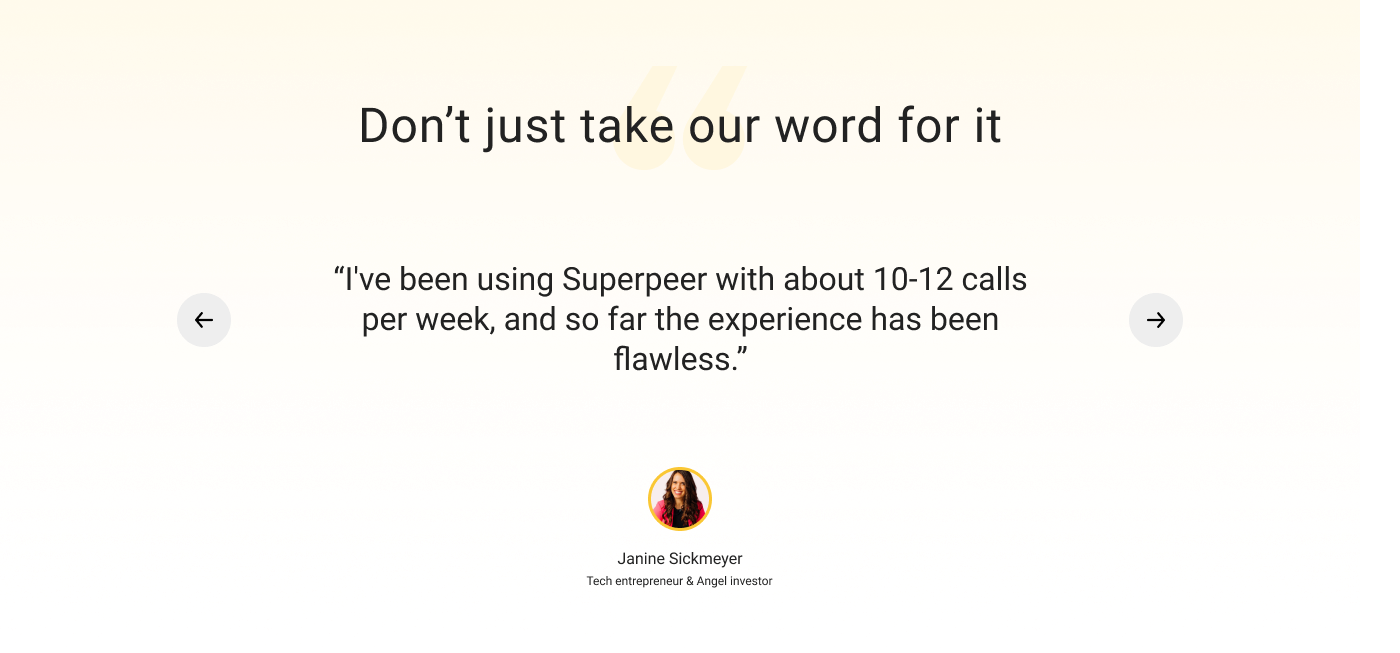 Don’t just take our word for it
“I've been using Superpeer with about 10-12 calls
per week, and so far the experience has been
flawless.”
Janine Sickmeyer
Tech entrepreneur & Angel investor